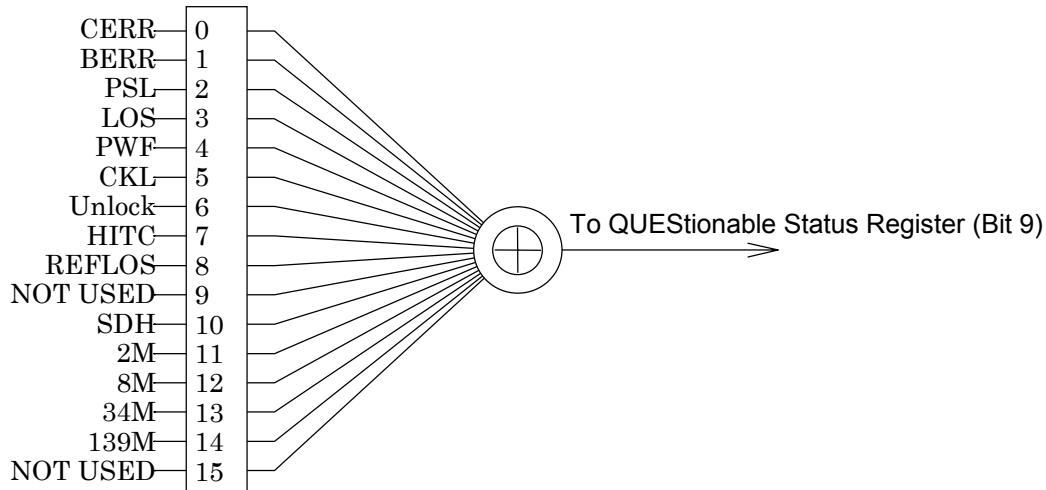 CERR 0
BERR 1
PSL 2
LOS 3
PWF 4
CKL 5
Unlock 6
HITC 7
To QUEStionable Status Register (Bit 9)
REFLOS 8
NOT USED 9
SDH 10
2M 11
8M 12
34M 13
139M 14
NOT USED 15